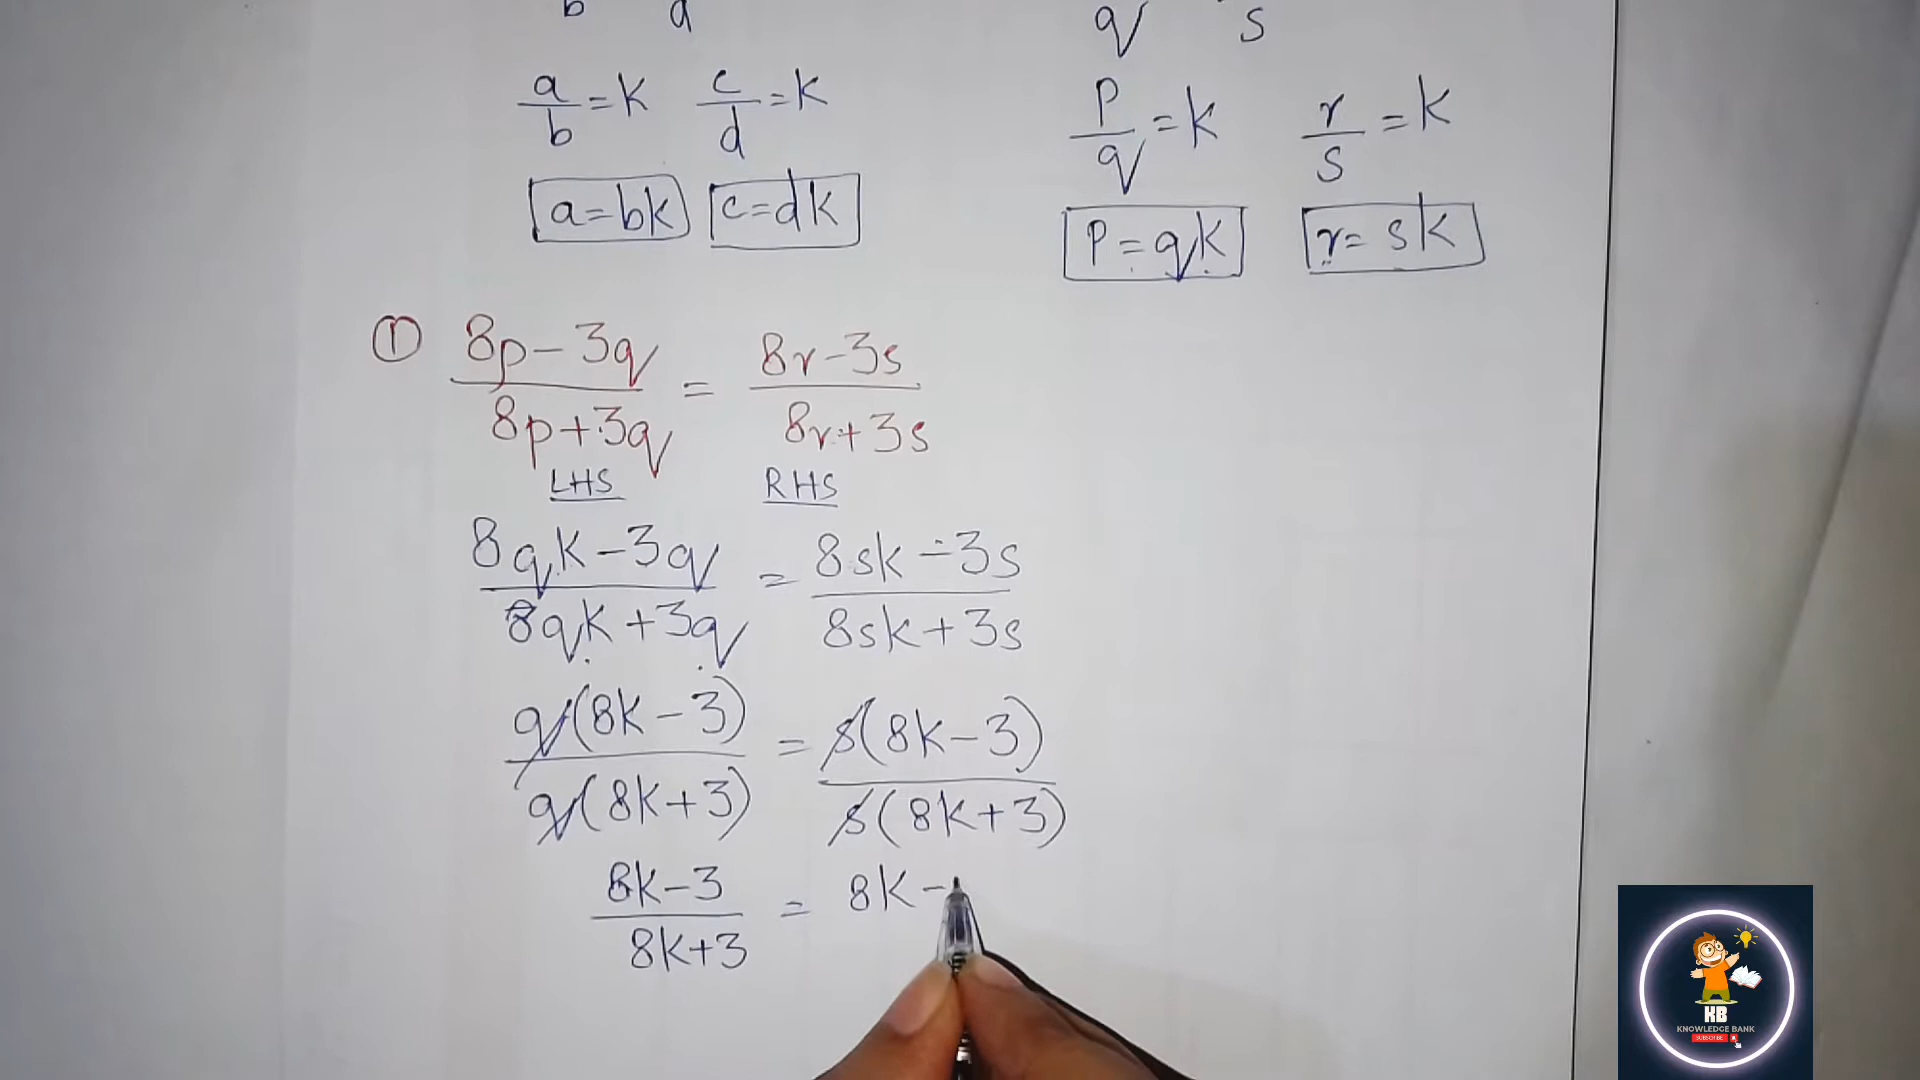 b d
a/b = k c/d = k
a = bk c = dk
q s
p/q = k r/s = k
p = qk r = sk
① (8p - 3q)/(8p + 3q) = (8r - 3s)/(8r + 3s)
LHS RHS
(8qk - 3q)/(8qk + 3q) = (8sk - 3s)/(8sk + 3s)
q(8k - 3)/q(8k + 3) = s(8k - 3)/s(8k + 3)
(8k - 3)/(8k + 3) = 8k -
KB
KNOWLEDGE BANK
SUBSCRIBE